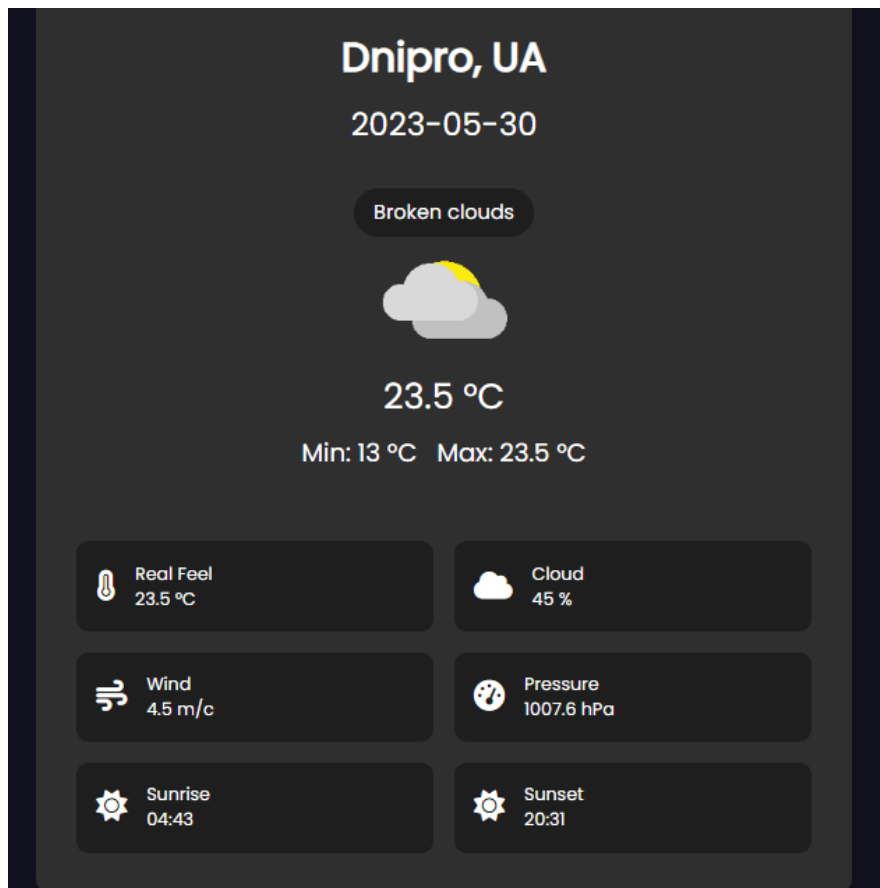 Dnipro, UA
2023-05-30
Broken clouds
23.5 °C
Min: 13 °C Max: 23.5 °C
Real Feel
23.5 °C
Cloud
45 %
Wind
4.5 m/c
Pressure
1007.6 hPa
Sunrise
04:43
Sunset
20:31